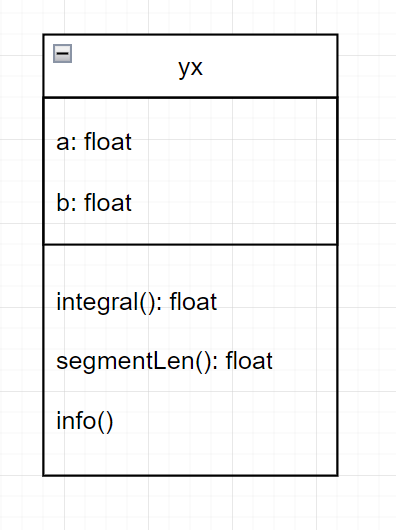 yx
a: float
b: float
integral(): float
segmentLen(): float
info()